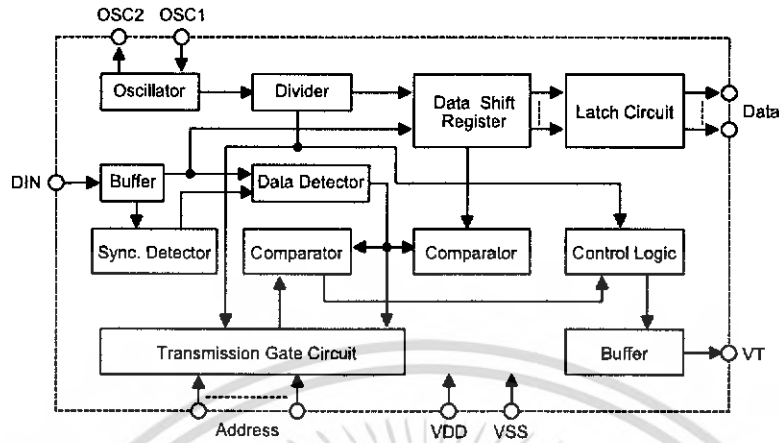 OSC2 OSC1
Oscillator
Divider
Data Shift
Register
Latch Circuit
Data
DIN
Buffer
Data Detector
Sync. Detector
Comparator
Comparator
Control Logic
Transmission Gate Circuit
Buffer
VT
Address
VDD
VSS